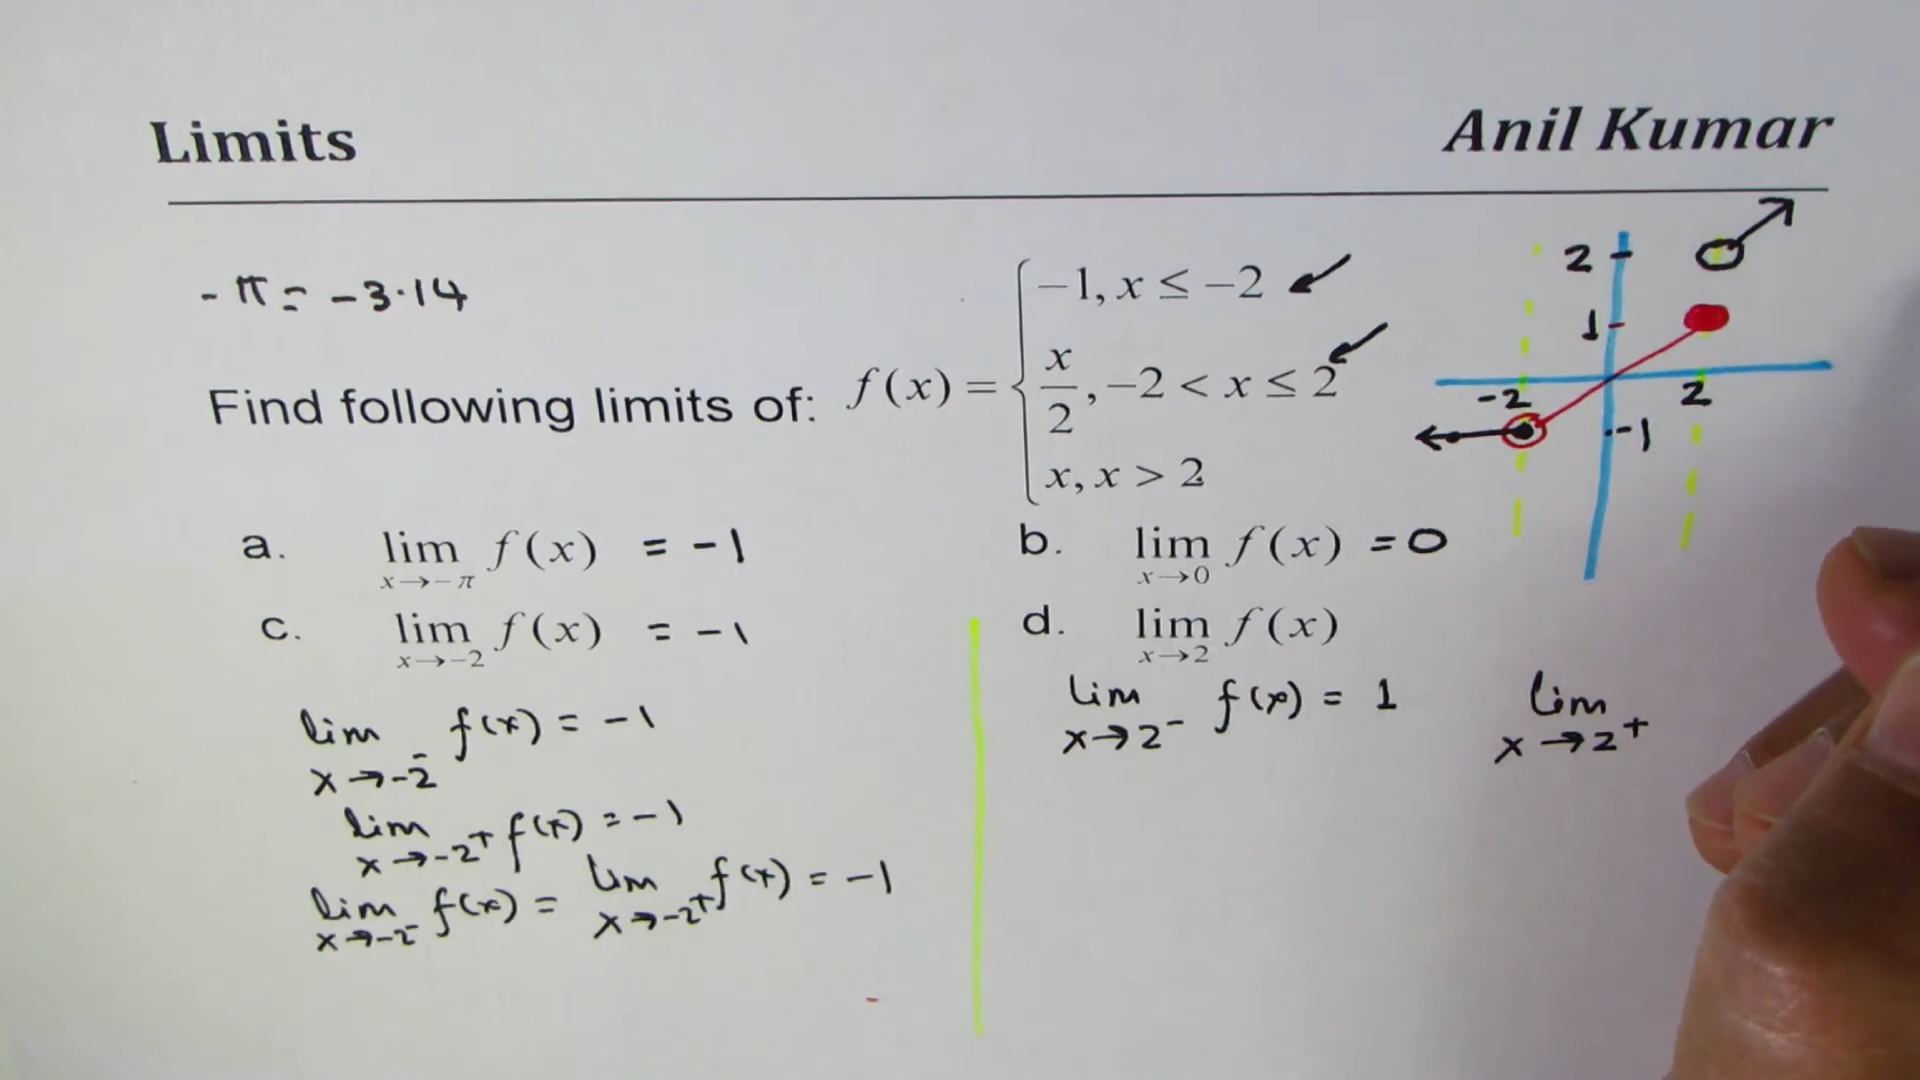 Limits
Anil Kumar
-π = -3.14
Find following limits of: f(x) = { -1, x ≤ -2
x/2, -2 < x ≤ 2
x, x > 2
2
1
-2
2
-1
a. lim x→-π f(x) = -1
b. lim x→0 f(x) = 0
c. lim x→-2 f(x) = -1
d. lim x→2 f(x)
lim x→-2⁻ f(x) = -1
lim x→-2⁺ f(x) = -1
lim x→-2⁻ f(x) = lim x→-2⁺ f(x) = -1
lim x→2⁻ f(x) = 1
lim x→2⁺